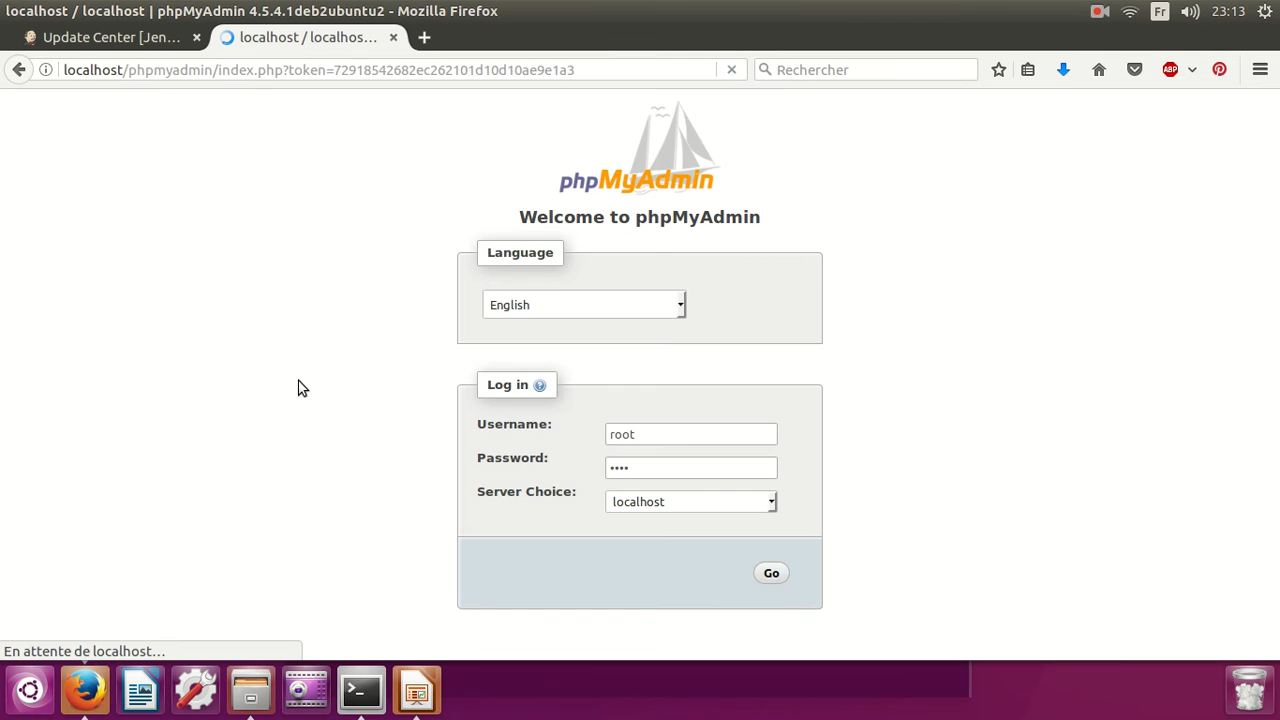 localhost / localhost | phpMyAdmin 4.5.4.1deb2ubuntu2 - Mozilla Firefox
Fr
23:13
Update Center [Jen...
localhost / localhos...
localhost/phpmyadmin/index.php?token=72918542682ec262101d10d10ae9e1a3
Rechercher
ABP
phpMyAdmin
Welcome to phpMyAdmin
Language
English
Log in
Username:
root
Password:
••••
Server Choice:
localhost
Go
En attente de localhost…